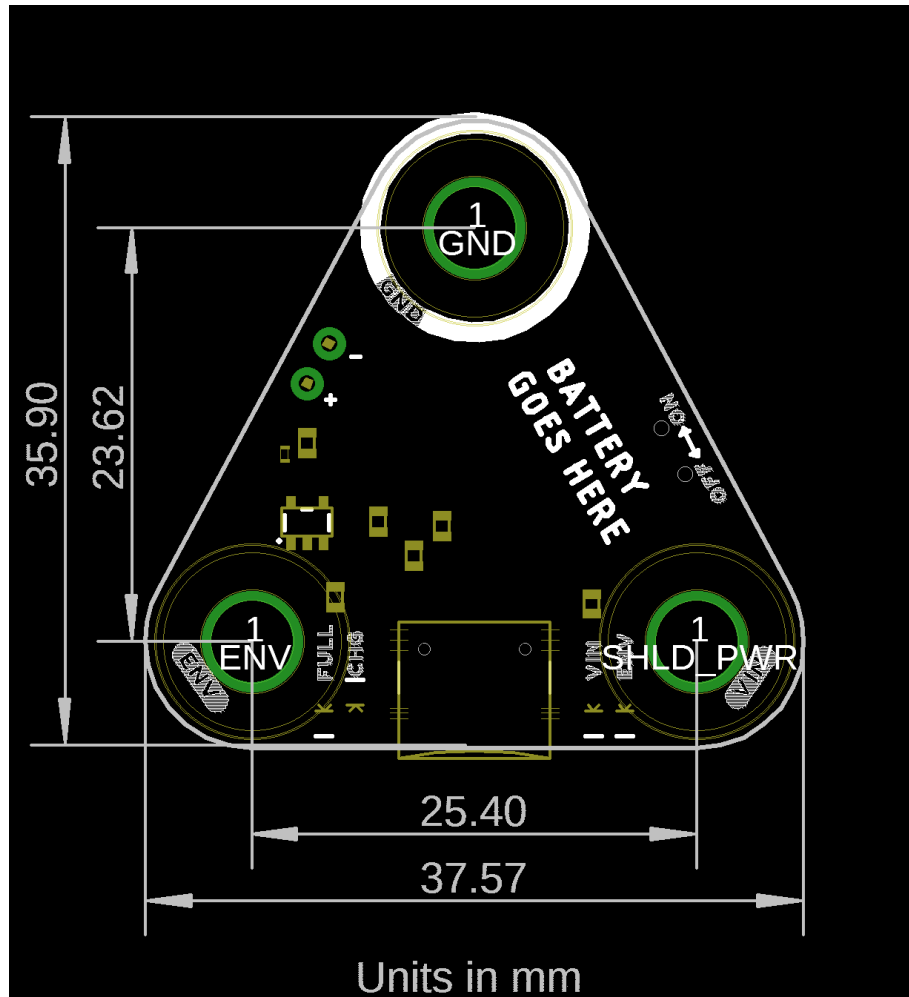 1
GND
GND
-
+
BATTERY
GOES HERE
ON
OFF
35.90
23.62
1
ENV
ENV
FULL
CHG
K
K
VIN
K
K
1
SHLD_PWR
25.40
37.57
Units in mm